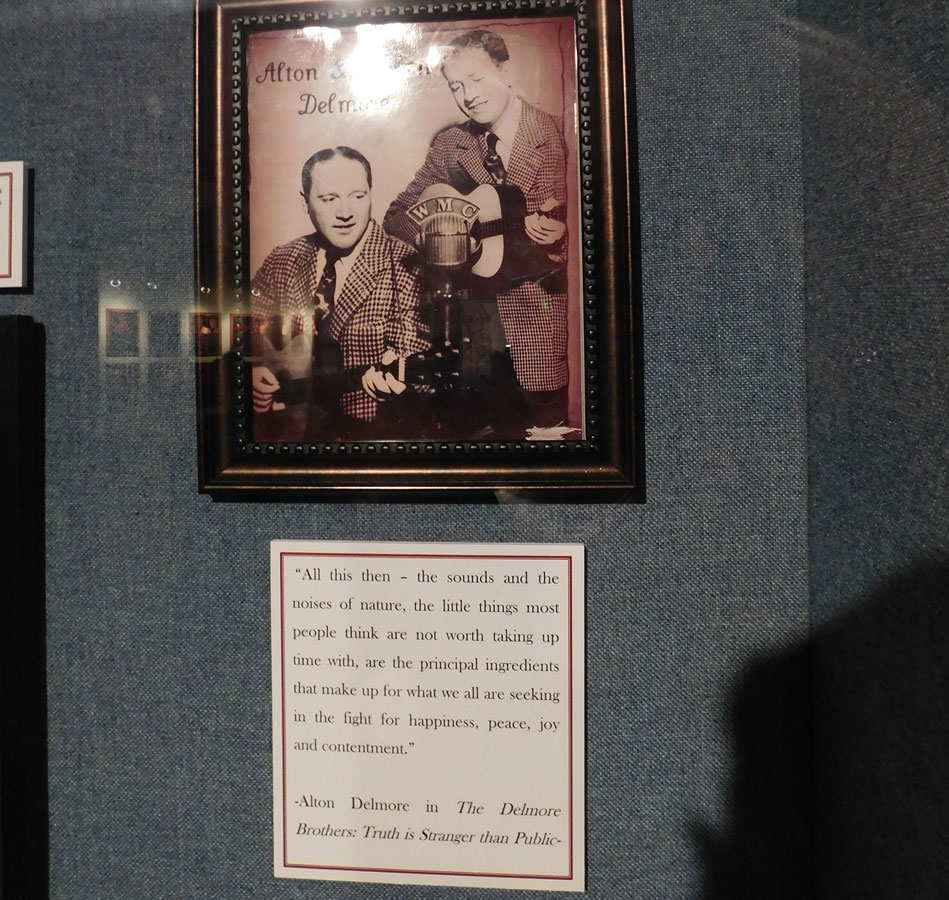 Alton &
Delmore
WMC
“All this then – the sounds and the
noises of nature, the little things most
people think are not worth taking up
time with, are the principal ingredients
that make up for what we all are seeking
in the fight for happiness, peace, joy
and contentment.”
-Alton Delmore in The Delmore
Brothers: Truth is Stranger than Public-